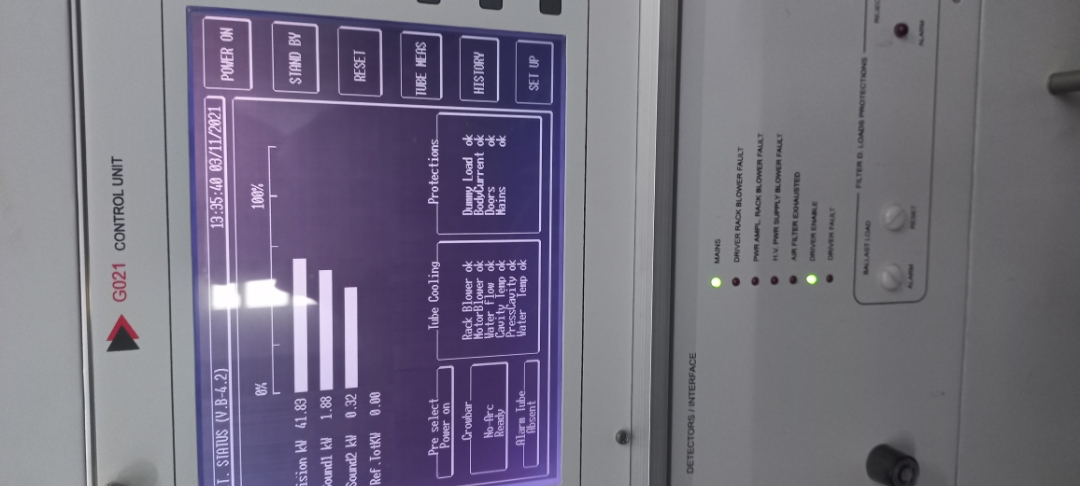 G021 CONTROL UNIT
T. STATUS (V.B-4.2) 13:35:40 03/11/2021
0% 100%
ision kW 41.83
ound1 kW 1.88
Sound2 kW 0.32
Ref.TotKW 0.00
Pre select
Power on
Crowbar
No-Arc
Ready
Alarm Tube
Absent
Tube Cooling
Rack Blower ok
MotorBlower ok
Water Flow ok
Cavity Temp ok
PressCavity ok
Water Temp ok
Protections
Dummy Load ok
BodyCurrent ok
Doors ok
Mains ok
POWER ON
STAND BY
RESET
TUBE MEAS
HISTORY
SET UP
DETECTORS / INTERFACE
MAINS
DRIVER RACK BLOWER FAULT
PWR AMPL. RACK BLOWER FAULT
H.V. PWR SUPPLY BLOWER FAULT
AIR FILTER EXHAUSTED
DRIVER ENABLE
DRIVER FAULT
FILTER D. LOADS PROTECTIONS
BALLAST LOAD
ALARM
RESET
REJEC
ALARM